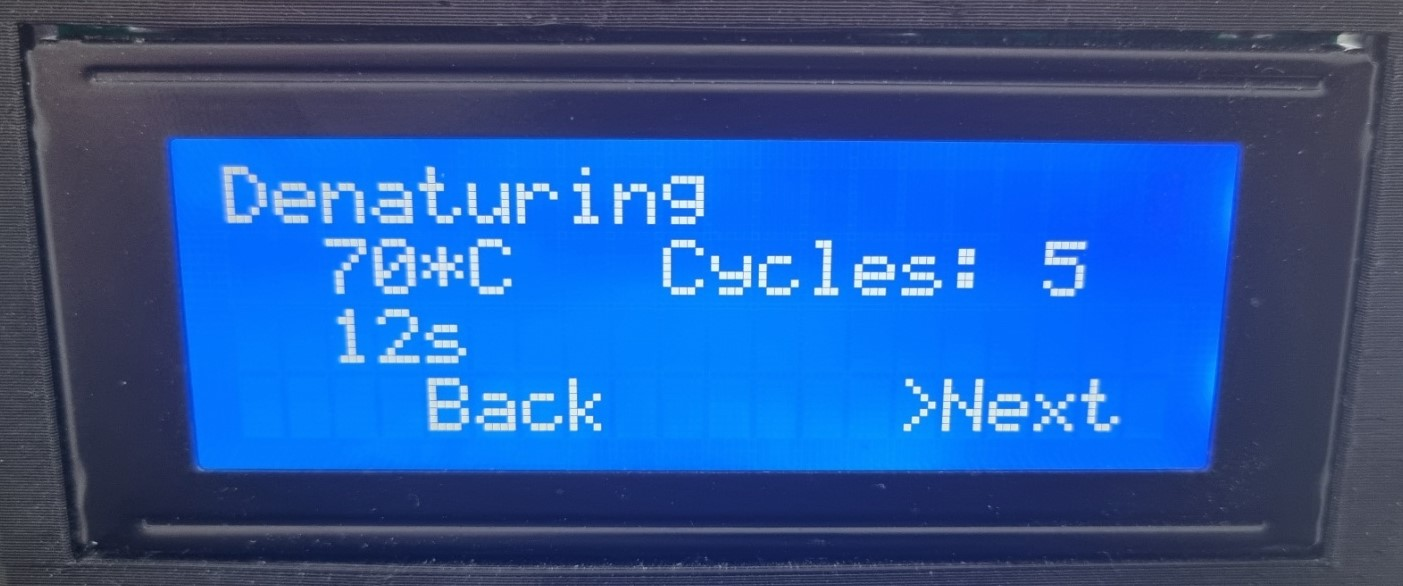 Denaturing
70*C Cycles: 5
12s
Back >Next